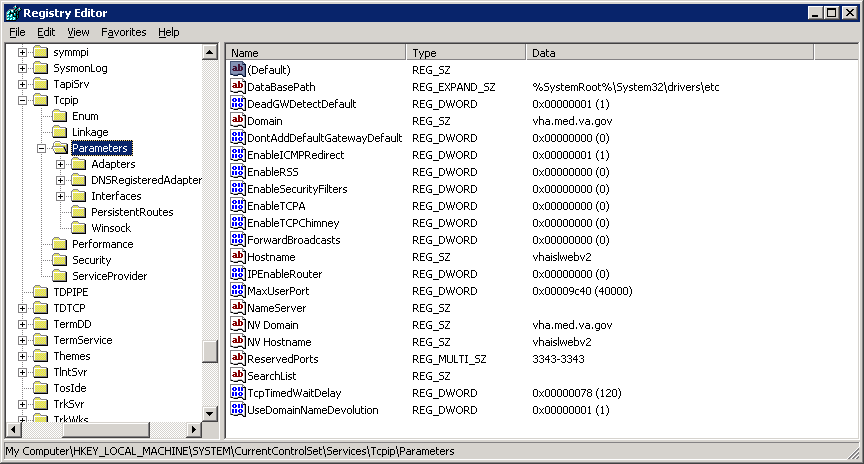 Registry Editor
File Edit View Favorites Help
symmpi
SysmonLog
TapiSrv
Tcpip
Enum
Linkage
Parameters
Adapters
DNSRegisteredAdapter
Interfaces
PersistentRoutes
Winsock
Performance
Security
ServiceProvider
TDPIPE
TDTCP
TermDD
TermService
Themes
TlntSvr
TosIde
TrkSvr
TrkWks
Name Type Data
(Default) REG_SZ
DataBasePath REG_EXPAND_SZ %SystemRoot%\System32\drivers\etc
DeadGWDetectDefault REG_DWORD 0x00000001 (1)
Domain REG_SZ vha.med.va.gov
DontAddDefaultGatewayDefault REG_DWORD 0x00000000 (0)
EnableICMPRedirect REG_DWORD 0x00000001 (1)
EnableRSS REG_DWORD 0x00000000 (0)
EnableSecurityFilters REG_DWORD 0x00000000 (0)
EnableTCPA REG_DWORD 0x00000000 (0)
EnableTCPChimney REG_DWORD 0x00000000 (0)
ForwardBroadcasts REG_DWORD 0x00000000 (0)
Hostname REG_SZ vhaislwebv2
IPEnableRouter REG_DWORD 0x00000000 (0)
MaxUserPort REG_DWORD 0x00009c40 (40000)
NameServer REG_SZ
NV Domain REG_SZ vha.med.va.gov
NV Hostname REG_SZ vhaislwebv2
ReservedPorts REG_MULTI_SZ 3343-3343
SearchList REG_SZ
TcpTimedWaitDelay REG_DWORD 0x00000078 (120)
UseDomainNameDevolution REG_DWORD 0x00000001 (1)
My Computer\HKEY_LOCAL_MACHINE\SYSTEM\CurrentControlSet\Services\Tcpip\Parameters